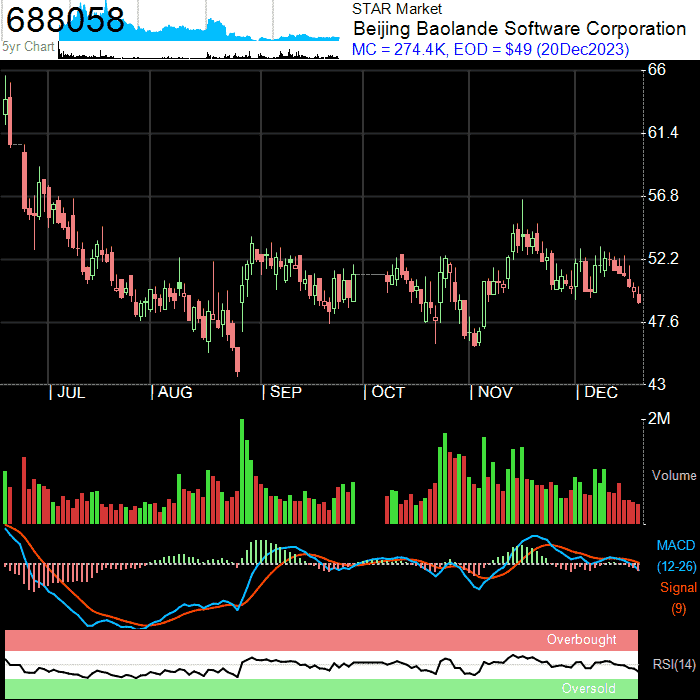 688058
5yr Chart
STAR Market
Beijing Baolande Software Corporation
MC = 274.4K, EOD = $49 (20Dec2023)
66
61.4
56.8
52.2
47.6
43
JUL
AUG
SEP
OCT
NOV
DEC
2M
Volume
MACD
(12-26)
Signal
(9)
Overbought
RSI(14)
Oversold